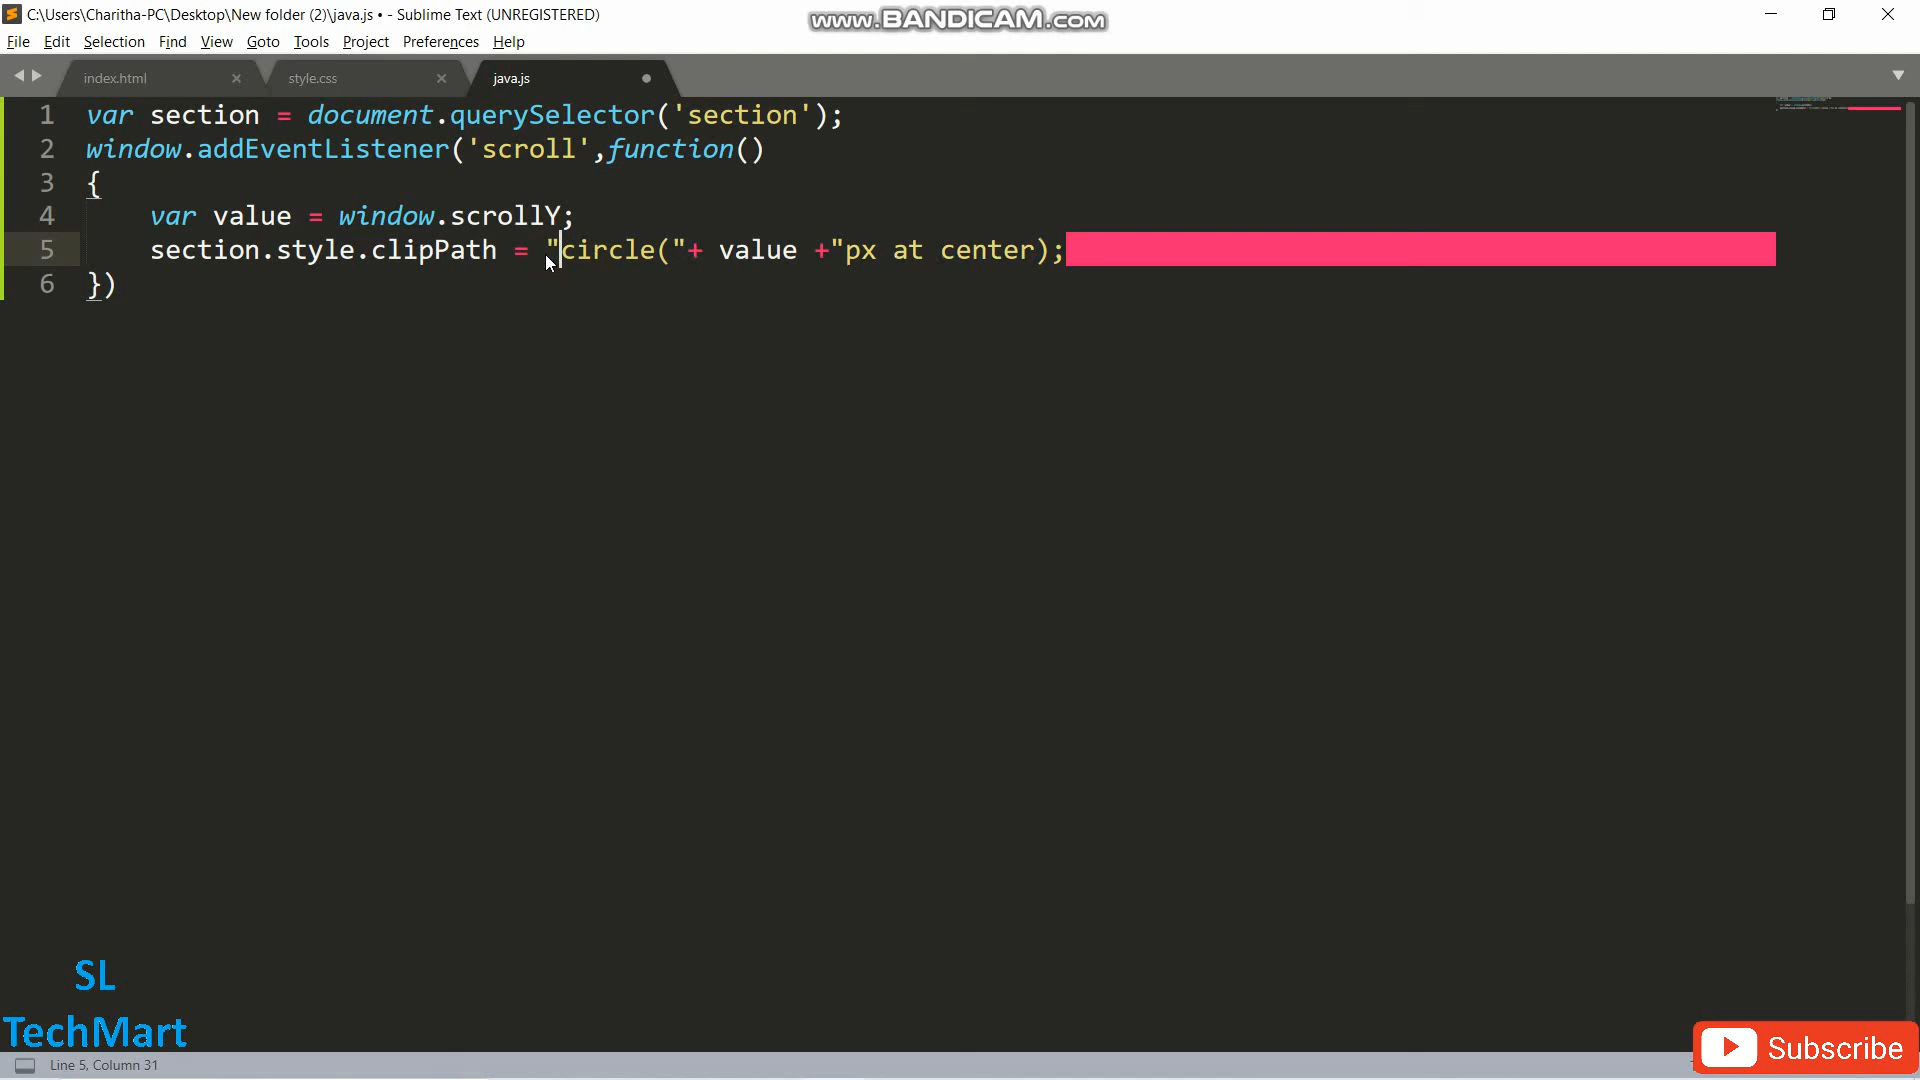 C:\Users\Charitha-PC\Desktop\New folder (2)\java.js • - Sublime Text (UNREGISTERED)
www.BANDICAM.com
File Edit Selection Find View Goto Tools Project Preferences Help
index.html style.css java.js
1 var section = document.querySelector('section');
2 window.addEventListener('scroll',function()
3 {
4 var value = window.scrollY;
5 section.style.clipPath = "circle("+ value +"px at center);
6 })
SL
TechMart
Subscribe
Line 5, Column 31